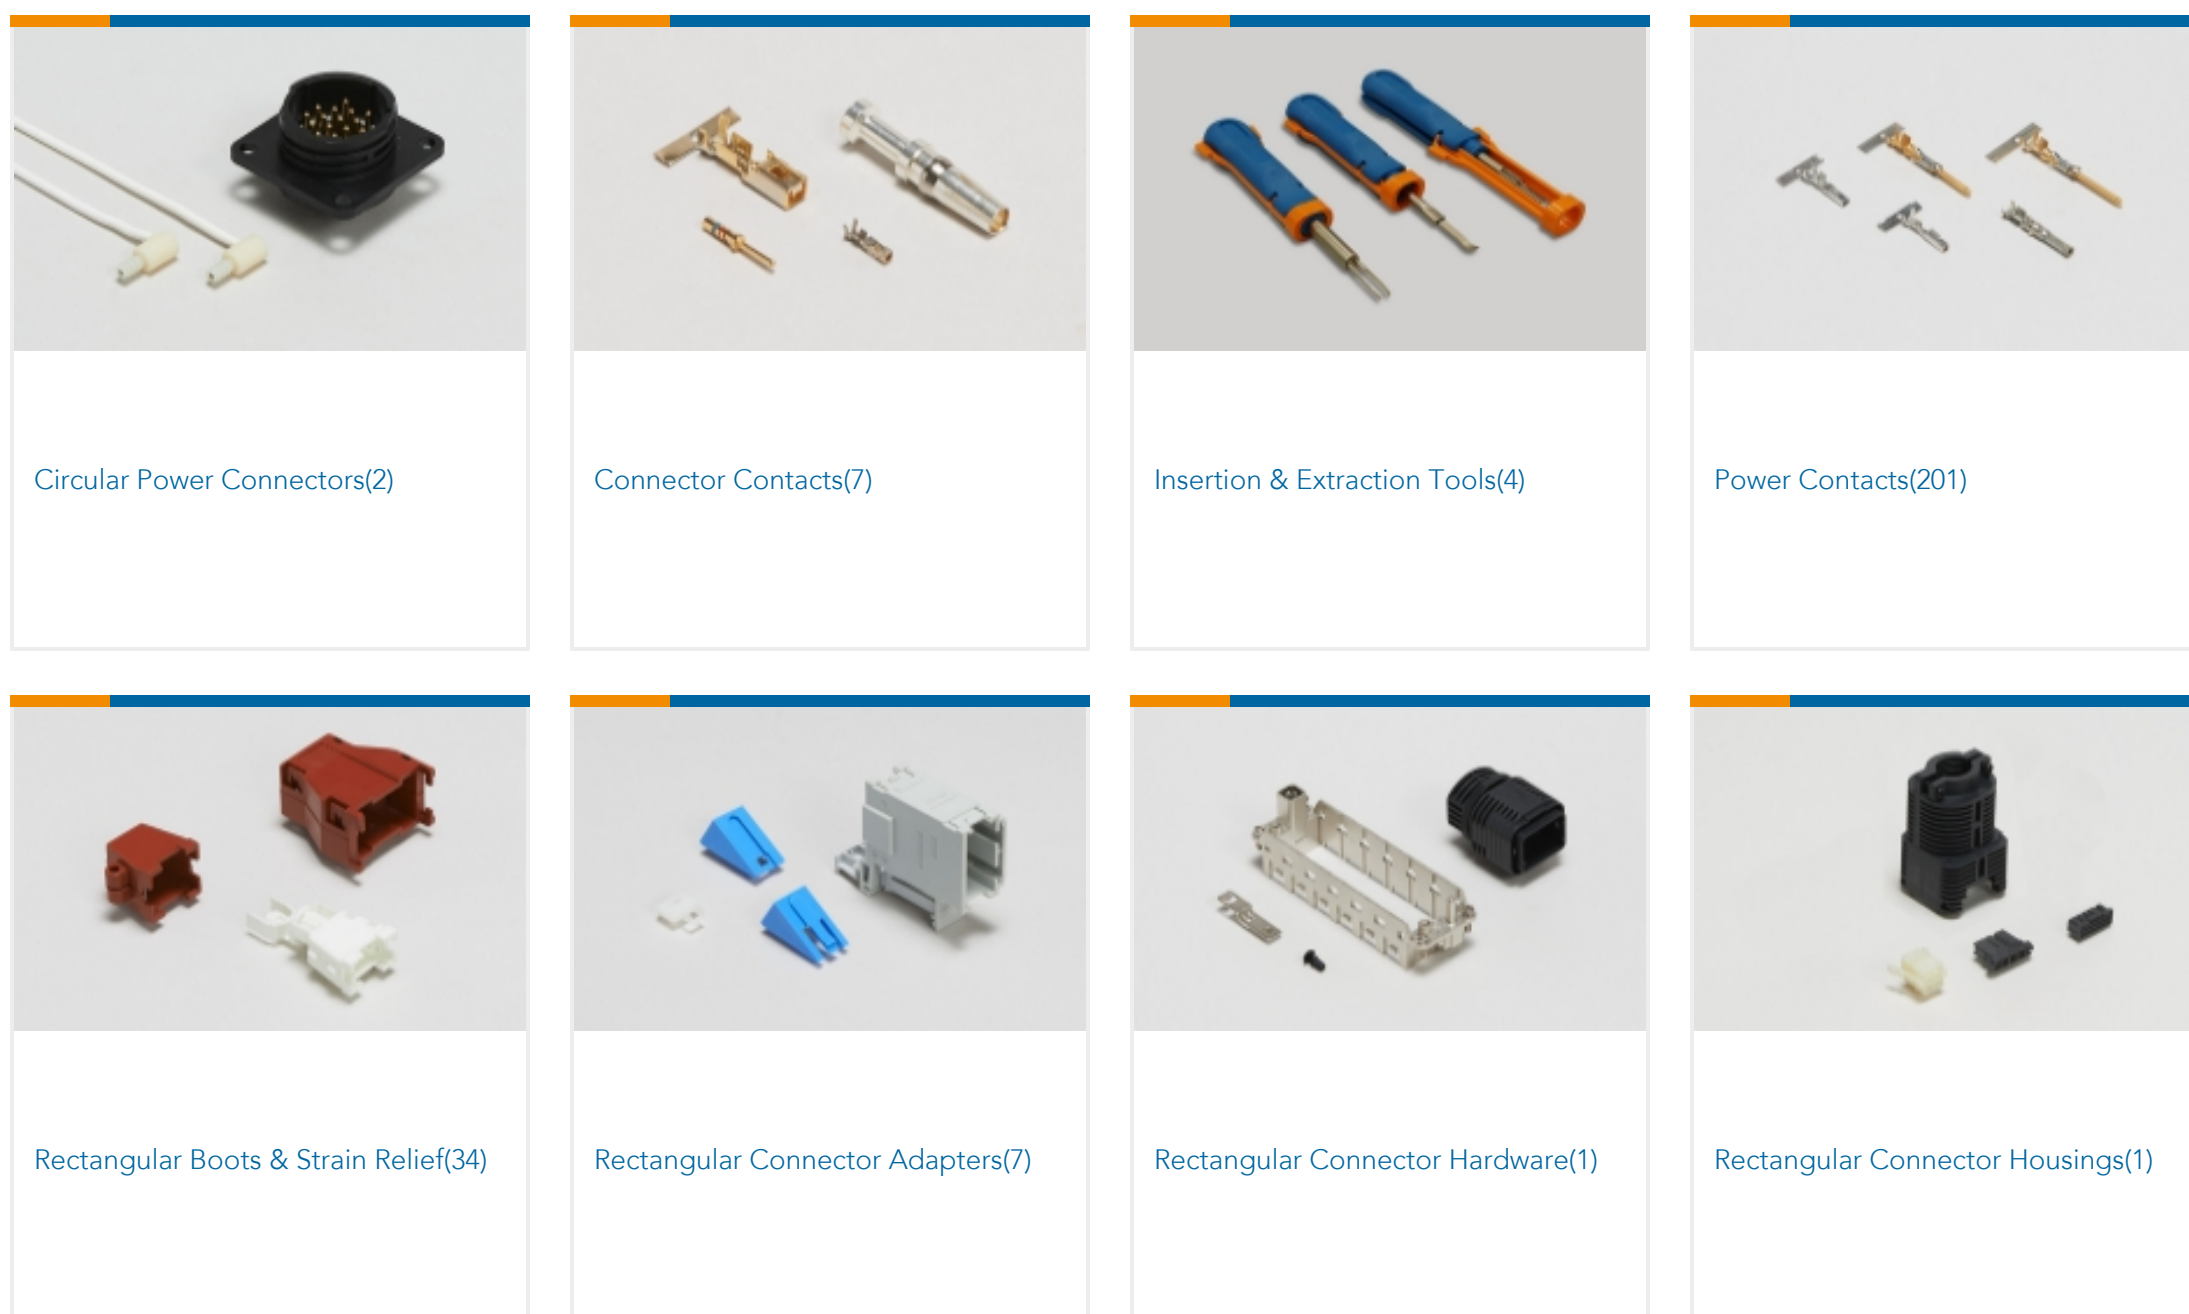 Circular Power Connectors(2)
Connector Contacts(7)
Insertion & Extraction Tools(4)
Power Contacts(201)
Rectangular Boots & Strain Relief(34)
Rectangular Connector Adapters(7)
Rectangular Connector Hardware(1)
Rectangular Connector Housings(1)